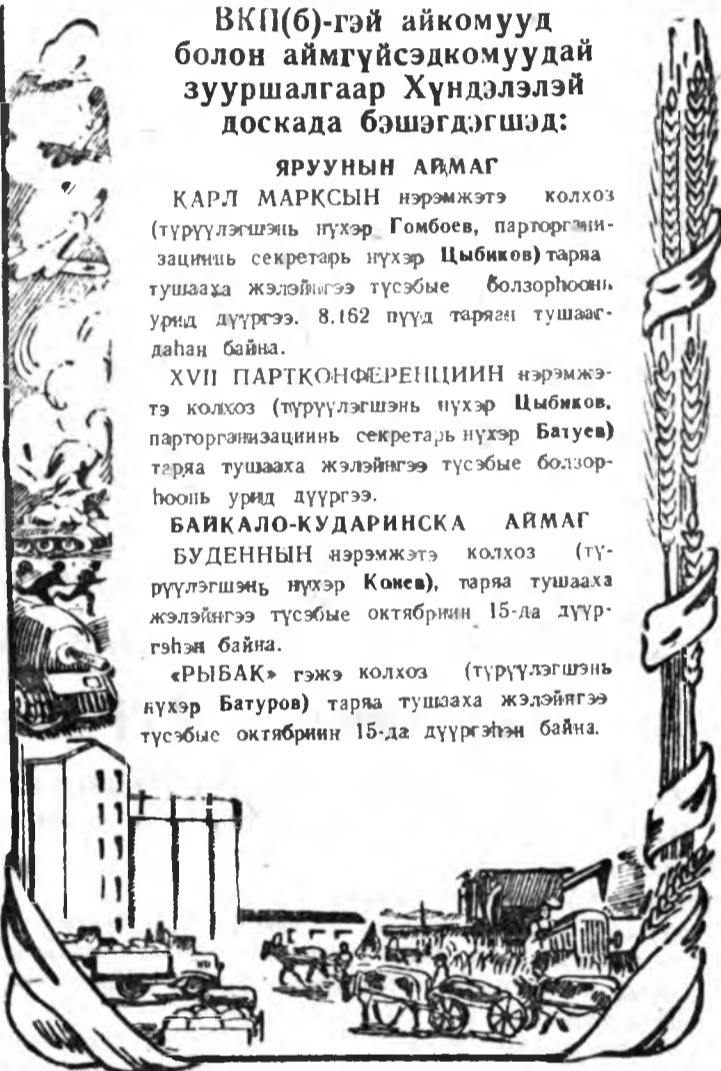 ВКП(б)-гэй айкомууд
болон аймгүйсэдкомуудай
зууршалгаар Хүндэлэлэй
доскада бэшэгдэгшэд:
ЯРУУНЫН АЙМАГ
КАРЛ МАРКСЫН нэрэмжэтэ колхоз
(түрүүлэгшэнь нүхэр Гомбоев, парторгани-
зациинь секретарь нүхэр Цыбиков) таряа
тушааха жэлэйнгээ түсэбые болзорһоонь
урид дүүргээ. 8.162 пүүд таряан тушааг-
даһан байна.
XVII ПАРТКОНФЕРЕНЦИИН нэрэмжэ-
тэ колхоз (түрүүлэгшэнь нүхэр Цыбиков,
парторганизациинь секретарь нүхэр Батуев)
таряа тушааха жэлэйнгээ түсэбые болзор-
һоонь урид дүүргээ.
БАЙКАЛО-КУДАРИНСКА АЙМАГ
БУДЕННЫН нэрэмжэтэ колхоз (тү-
рүүлэгшэнь нүхэр Конев), таряа тушааха
жэлэйнгээ түсэбые октябриин 15-да дүүр-
гэһэн байна.
«РЫБАК» гэжэ колхоз (түрүүлэгшэнь
нүхэр Батуров) таряа тушааха жэлэйнгээ
түсэбые октябриин 15-да дүүргэһэн байна.